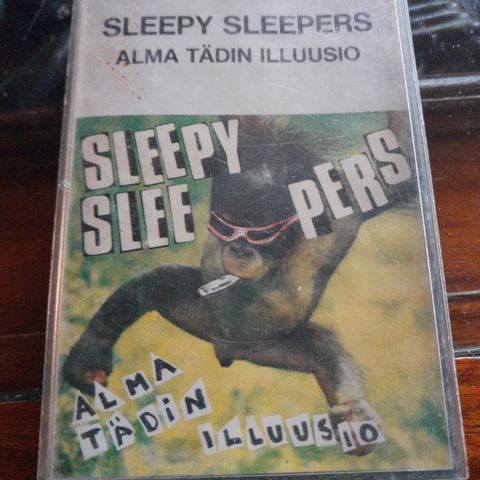 SLEEPY SLEEPERS
ALMA TÄDIN ILLUUSIO
SLEEPY
SLEE PERS
ALMA
TÄDiN ILLUUSIO